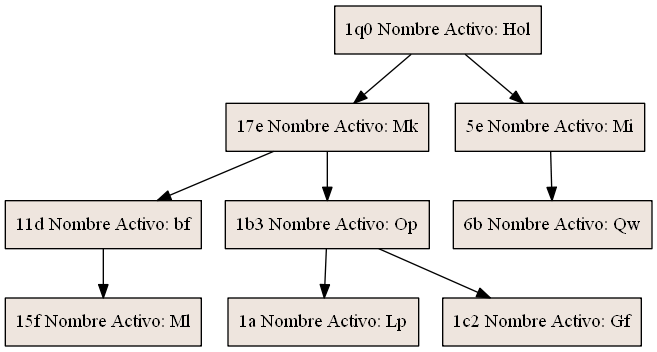 1q0 Nombre Activo: Hol
17e Nombre Activo: Mk
5e Nombre Activo: Mi
11d Nombre Activo: bf
1b3 Nombre Activo: Op
6b Nombre Activo: Qw
15f Nombre Activo: Ml
1a Nombre Activo: Lp
1c2 Nombre Activo: Gf